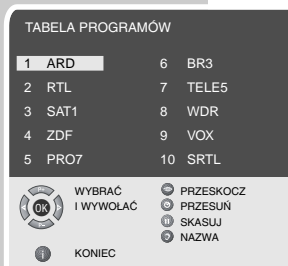 TABELA PROGRAMÓW
1 ARD 6 BR3
2 RTL 7 TELE5
3 SAT1 8 WDR
4 ZDF 9 VOX
5 PRO7 10 SRTL
OK
WYBRAĆ
I WYWOŁAĆ
PRZESKOCZ
PRZESUŃ
SKASUJ
NAZWA
i KONIEC